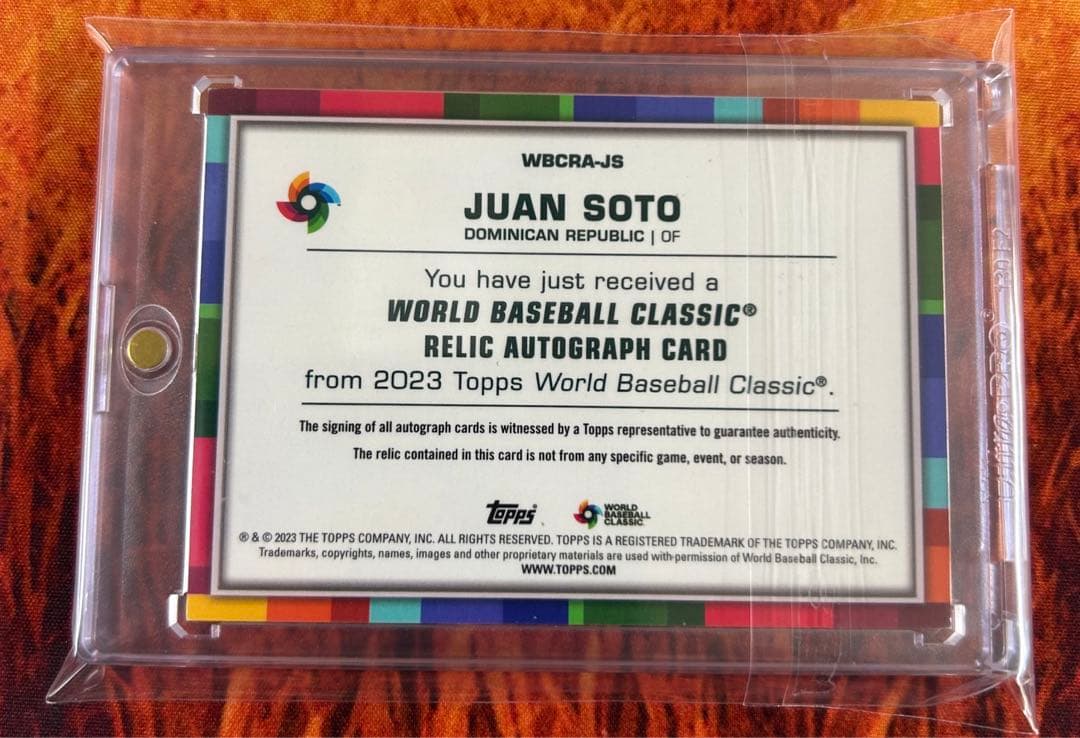 WBCRA-JS
JUAN SOTO
DOMINICAN REPUBLIC | OF
You have just received a
WORLD BASEBALL CLASSIC®
RELIC AUTOGRAPH CARD
from 2023 Topps World Baseball Classic®.
The signing of all autograph cards is witnessed by a Topps representative to guarantee authenticity.
The relic contained in this card is not from any specific game, event, or season.
Topps®
WORLD
BASEBALL
CLASSIC
® & © 2023 THE TOPPS COMPANY, INC. ALL RIGHTS RESERVED. TOPPS IS A REGISTERED TRADEMARK OF THE TOPPS COMPANY, INC.
Trademarks, copyrights, names, images and other proprietary materials are used with permission of World Baseball Classic, Inc.
WWW.TOPPS.COM